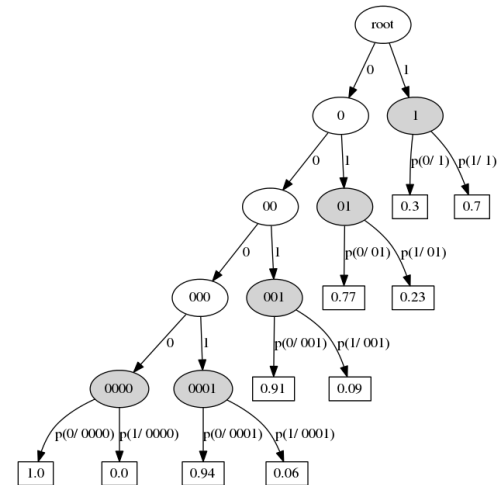 root
0 1
0 1
0 1 p(0/ 1) p(1/ 1)
00 01 0.3 0.7
0 1 p(0/ 01) p(1/ 01)
000 001 0.77 0.23
0 1 p(0/ 001) p(1/ 001)
0000 0001 0.91 0.09
p(0/ 0000) p(1/ 0000) p(0/ 0001) p(1/ 0001)
1.0 0.0 0.94 0.06